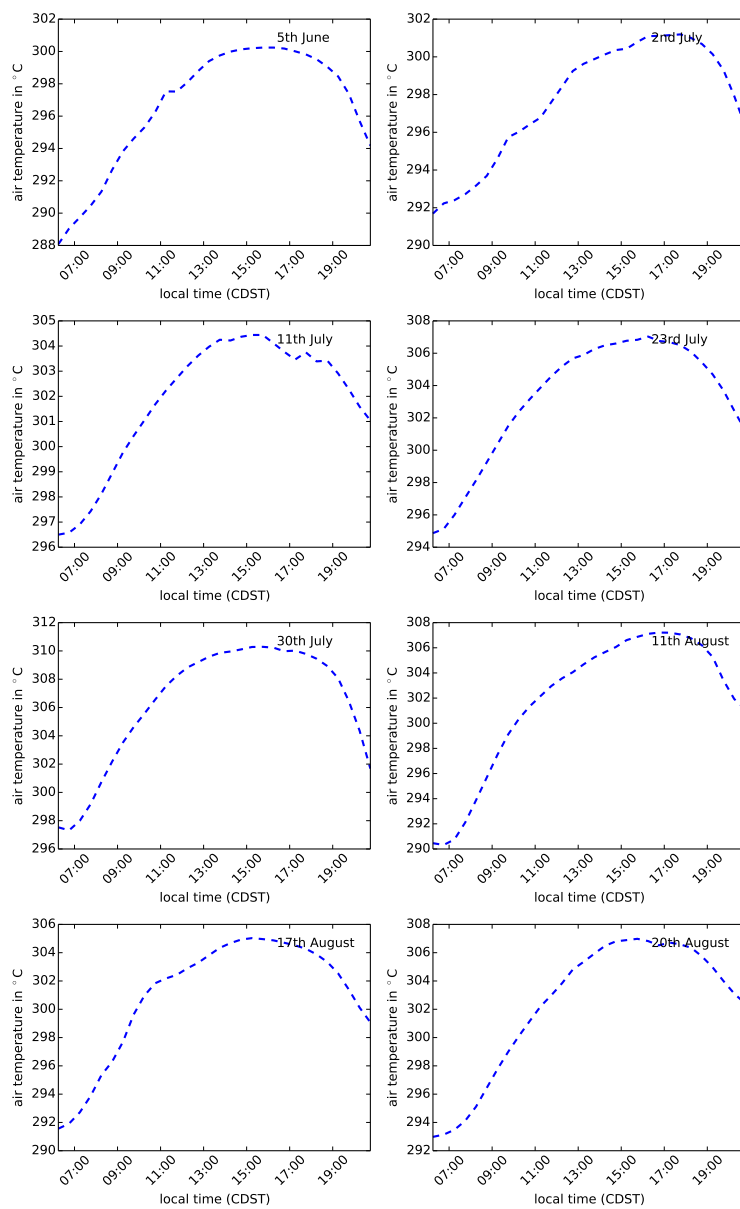 302
300
298
296
294
292
290
288
air temperature in °C
5th June
07:00 09:00 11:00 13:00 15:00 17:00 19:00
local time (CDST)
302
300
298
296
294
292
290
air temperature in °C
2nd July
07:00 09:00 11:00 13:00 15:00 17:00 19:00
local time (CDST)
305
304
303
302
301
300
299
298
297
296
air temperature in °C
11th July
07:00 09:00 11:00 13:00 15:00 17:00 19:00
local time (CDST)
308
306
304
302
300
298
296
294
air temperature in °C
23rd July
07:00 09:00 11:00 13:00 15:00 17:00 19:00
local time (CDST)
312
310
308
306
304
302
300
298
296
air temperature in °C
30th July
07:00 09:00 11:00 13:00 15:00 17:00 19:00
local time (CDST)
308
306
304
302
300
298
296
294
292
290
air temperature in °C
11th August
07:00 09:00 11:00 13:00 15:00 17:00 19:00
local time (CDST)
306
304
302
300
298
296
294
292
290
air temperature in °C
17th August
07:00 09:00 11:00 13:00 15:00 17:00 19:00
local time (CDST)
308
306
304
302
300
298
296
294
292
air temperature in °C
20th August
07:00 09:00 11:00 13:00 15:00 17:00 19:00
local time (CDST)